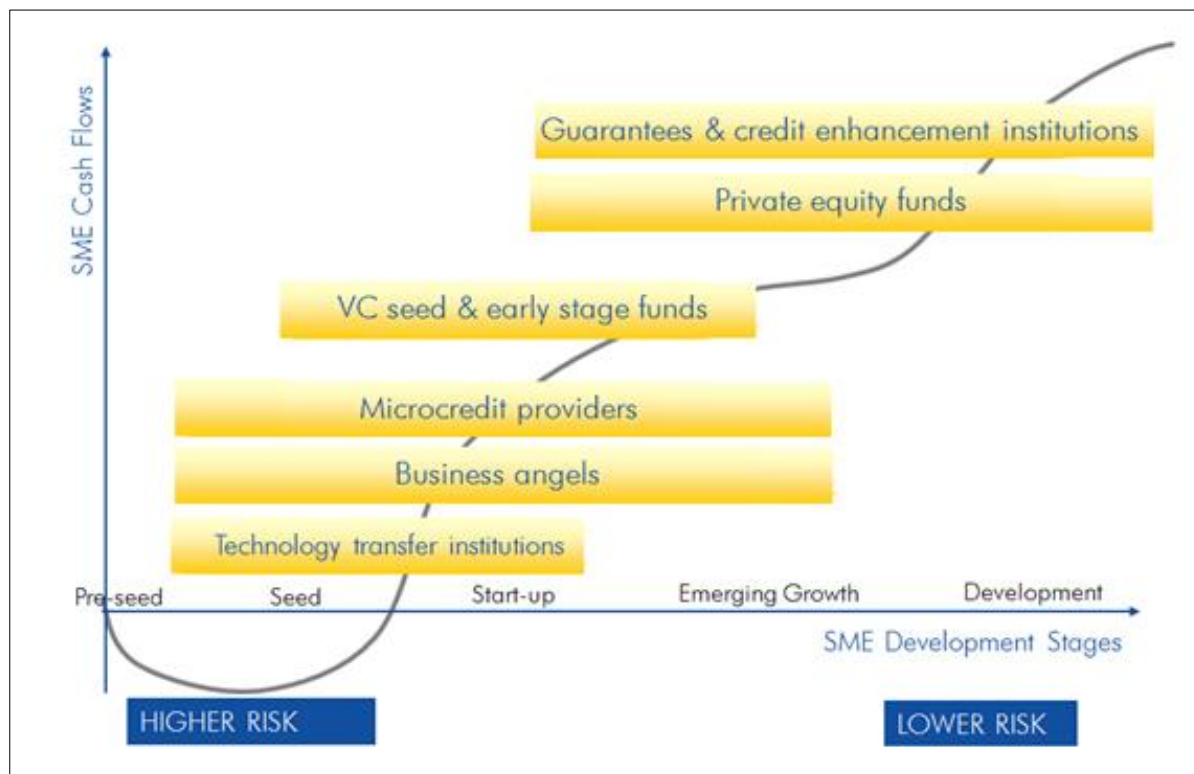 SME Cash Flows
Guarantees & credit enhancement institutions
Private equity funds
VC seed & early stage funds
Microcredit providers
Business angels
Technology transfer institutions
Pre-seed
Seed
Start-up
Emerging Growth
Development
SME Development Stages
HIGHER RISK
LOWER RISK